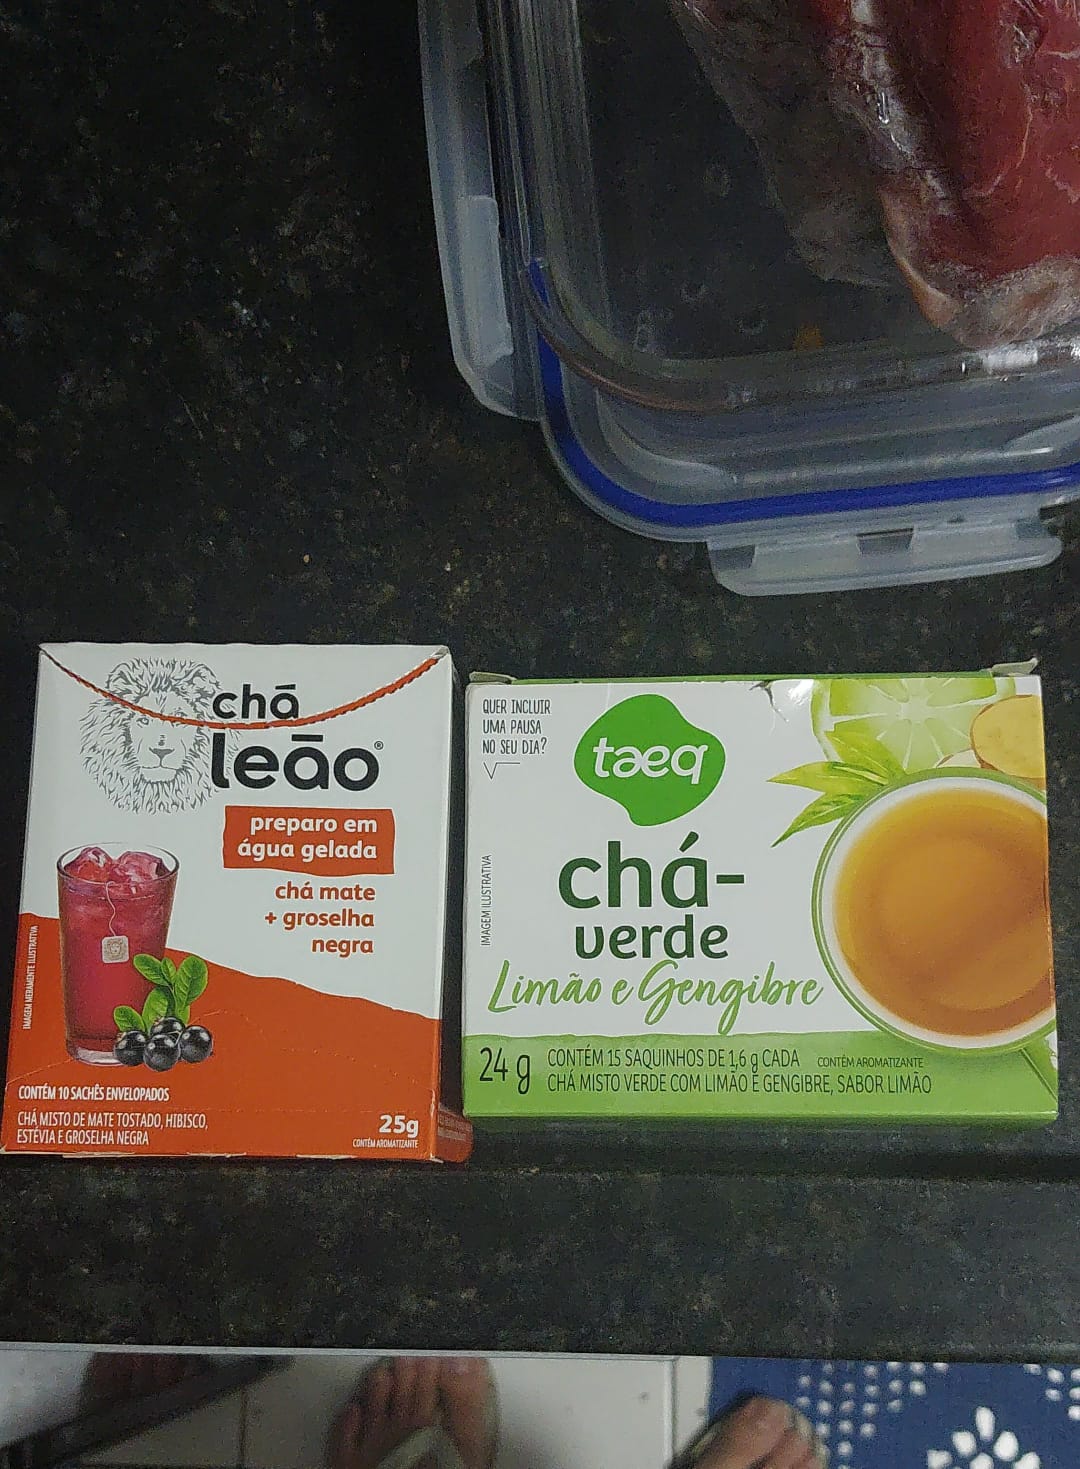 chá
leão®
preparo em
água gelada
chá mate
+ groselha
negra
IMAGEM MERAMENTE ILUSTRATIVA
CONTÉM 10 SACHÊS ENVELOPADOS
CHÁ MISTO DE MATE TOSTADO, HIBISCO,
ESTÉVIA E GROSELHA NEGRA
25g
CONTÉM AROMATIZANTE
QUER INCLUIR
UMA PAUSA
NO SEU DIA?
taeq
IMAGEM ILUSTRATIVA
chá-
verde
Limão e Gengibre
24 g
CONTÉM 15 SAQUINHOS DE 1,6 g CADA CONTÉM AROMATIZANTE
CHÁ MISTO VERDE COM LIMÃO E GENGIBRE, SABOR LIMÃO